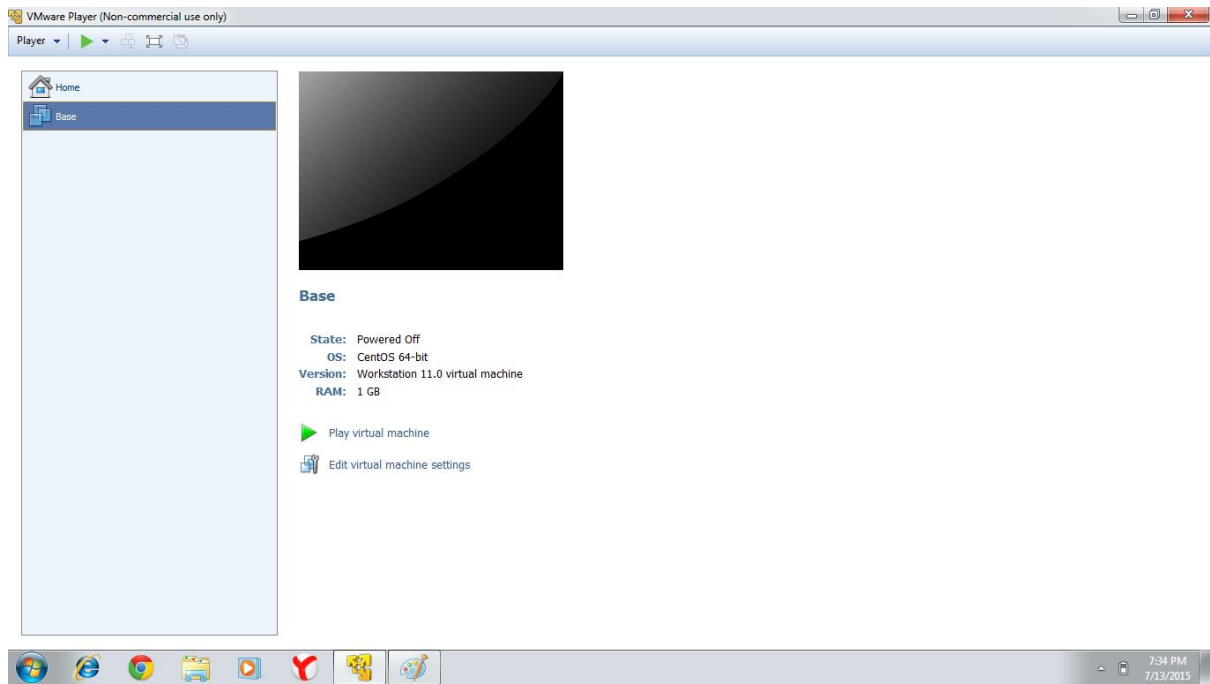 VMware Player (Non-commercial use only)
Player
Home
Base
Base
State: Powered Off
OS: CentOS 64-bit
Version: Workstation 11.0 virtual machine
RAM: 1 GB
Play virtual machine
Edit virtual machine settings
7:34 PM
7/13/2015